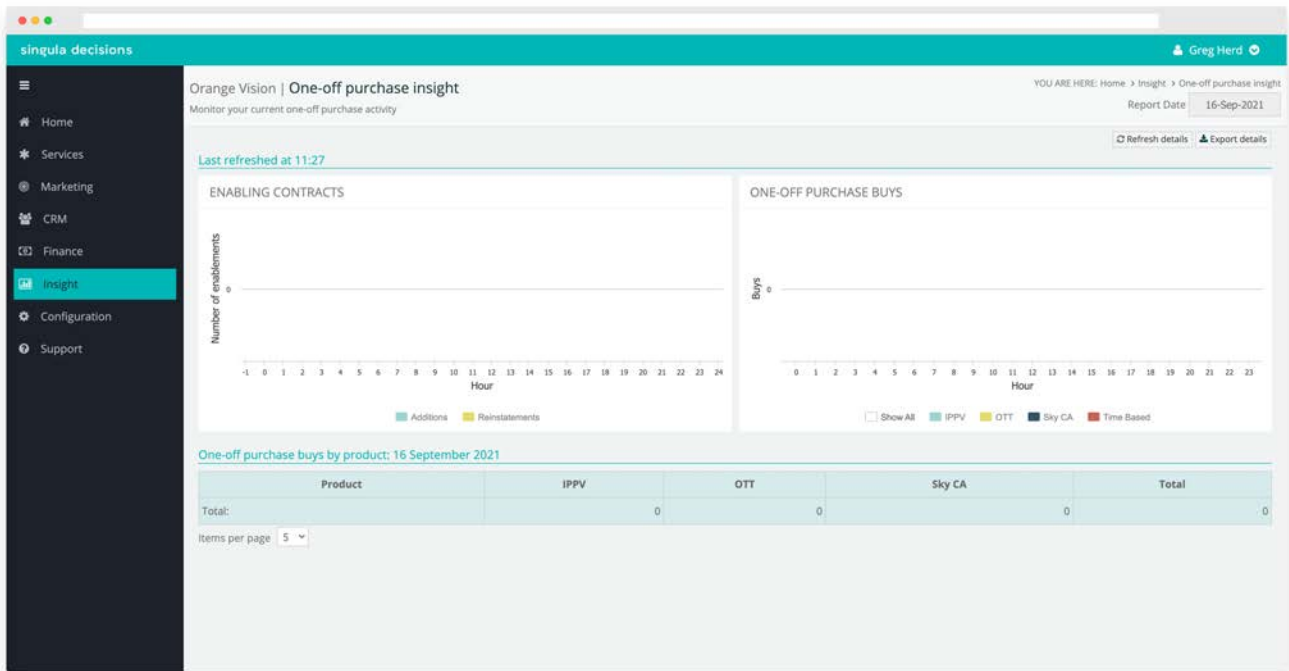 singula decisions
Greg Herd
Home
Services
Marketing
CRM
Finance
Insight
Configuration
Support
Orange Vision | One-off purchase insight
Monitor your current one-off purchase activity
YOU ARE HERE: Home > Insight > One-off purchase insight
Report Date 16-Sep-2021
Refresh details Export details
Last refreshed at 11:27
ENABLING CONTRACTS
Number of enablements
0
-1 0 1 2 3 4 5 6 7 8 9 10 11 12 13 14 15 16 17 18 19 20 21 22 23 24
Hour
Additions Reinstatements
ONE-OFF PURCHASE BUYS
Buys
0
0 1 2 3 4 5 6 7 8 9 10 11 12 13 14 15 16 17 18 19 20 21 22 23
Hour
Show All IPPV OTT Sky CA Time Based
One-off purchase buys by product: 16 September 2021
Product IPPV OTT Sky CA Total
Total: 0 0 0 0
Items per page 5